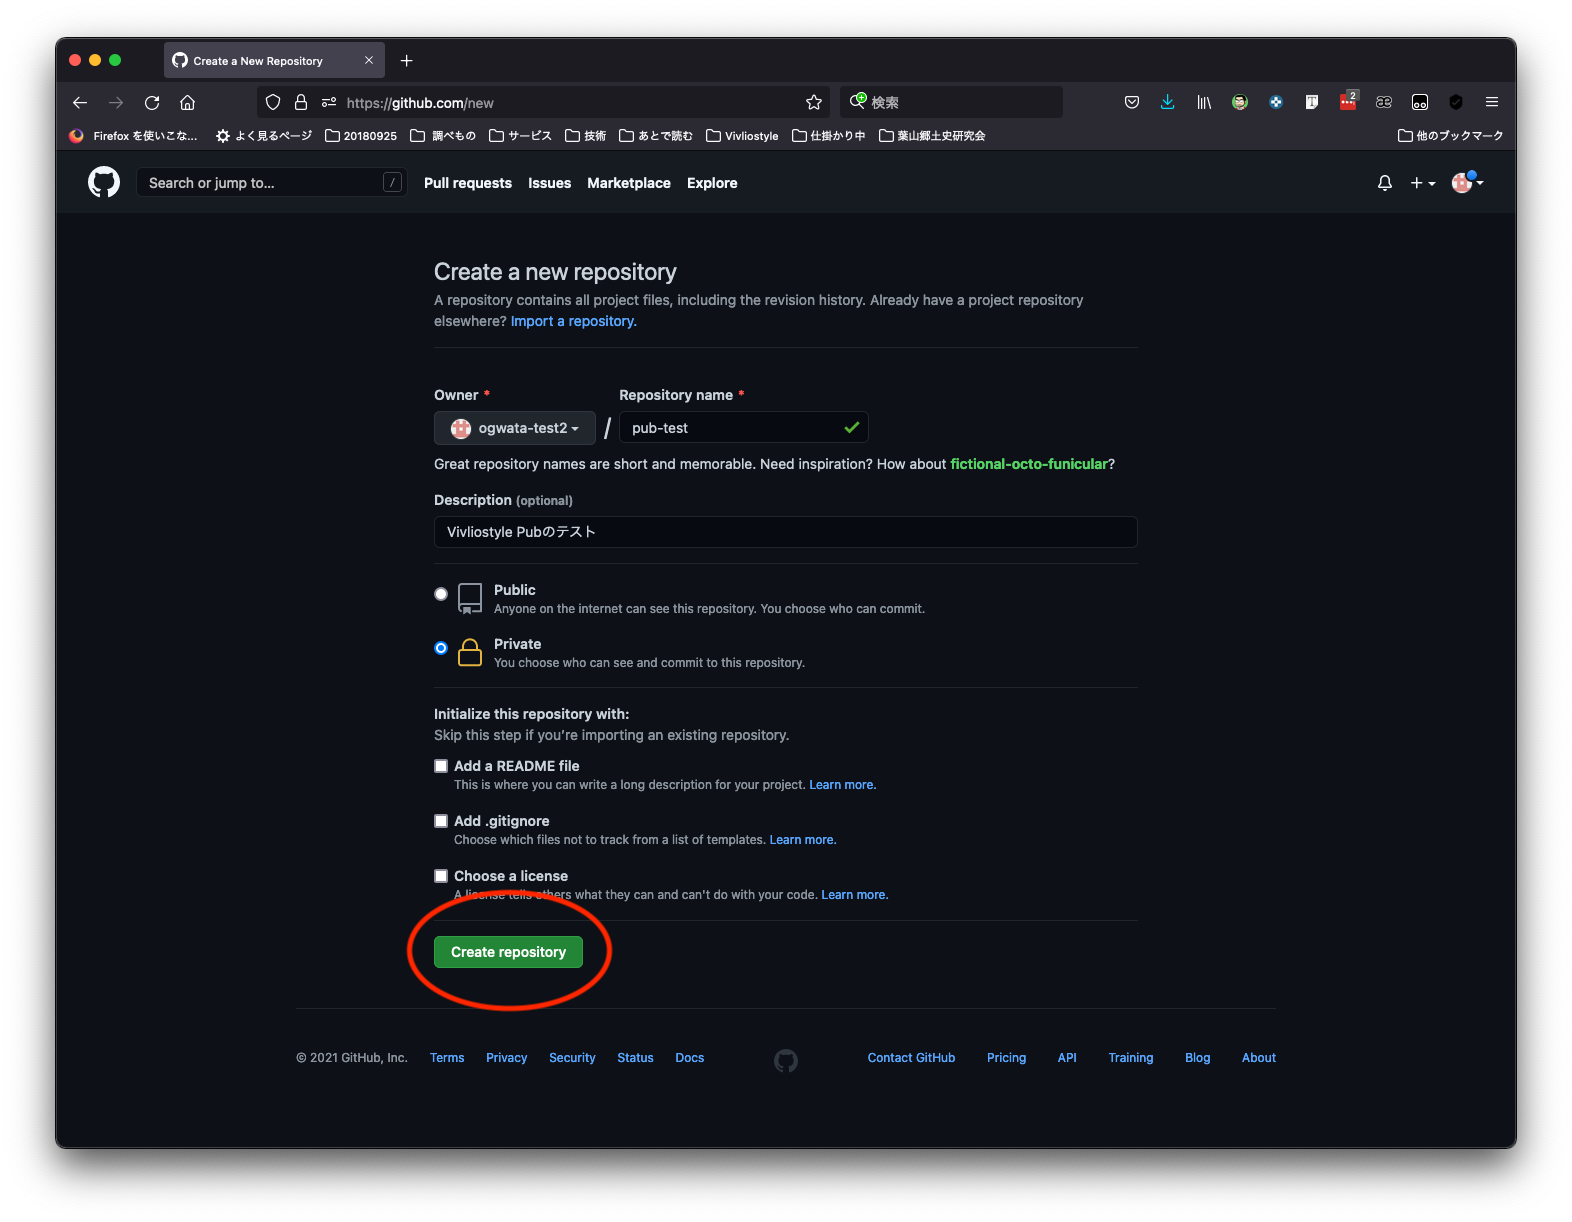 Create a New Repository
https://github.com/new
検索
2
Firefox を使いこな...
よく見るページ
20180925
調べもの
サービス
技術
あとで読む
Vivliostyle
仕掛かり中
葉山郷土史研究会
他のブックマーク
Search or jump to...
/
Pull requests
Issues
Marketplace
Explore
Create a new repository
A repository contains all project files, including the revision history. Already have a project repository
elsewhere? Import a repository.
Owner *
Repository name *
ogwata-test2
/
pub-test
Great repository names are short and memorable. Need inspiration? How about fictional-octo-funicular?
Description (optional)
Vivliostyle Pubのテスト
Public
Anyone on the internet can see this repository. You choose who can commit.
Private
You choose who can see and commit to this repository.
Initialize this repository with:
Skip this step if you're importing an existing repository.
Add a README file
This is where you can write a long description for your project. Learn more.
Add .gitignore
Choose which files not to track from a list of templates. Learn more.
Choose a license
A license tells others what they can and can't do with your code. Learn more.
Create repository
© 2021 GitHub, Inc.
Terms
Privacy
Security
Status
Docs
Contact GitHub
Pricing
API
Training
Blog
About